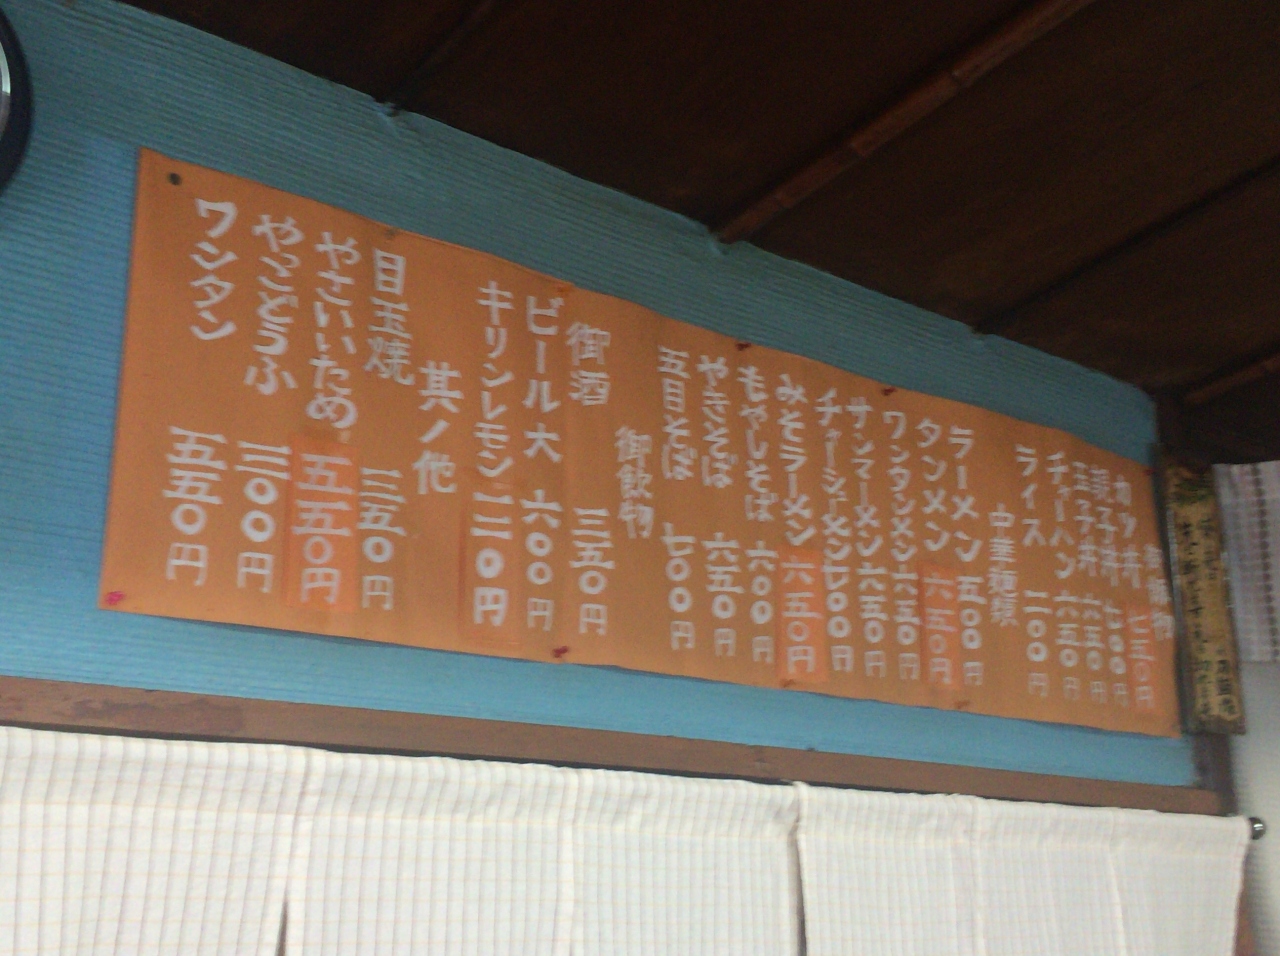 御飯物
カツ丼 七五〇円
親子丼 七〇〇円
玉子丼 六五〇円
チャーハン 六五〇円
ライス 二〇〇円
中華麺類
ラーメン 五〇〇円
タンメン 六五〇円
ワンタンメン 六五〇円
サンマーメン 六五〇円
チャーシューメン 七〇〇円
みそラーメン 六五〇円
もやしそば 六〇〇円
やきそば 六五〇円
五目そば 七〇〇円
御飲物
御酒 三五〇円
ビール大 六〇〇円
キリンレモン 二二〇円
其ノ他
目玉焼 三五〇円
やさいいため 五五〇円
やっこどうふ 三〇〇円
ワンタン 五五〇円